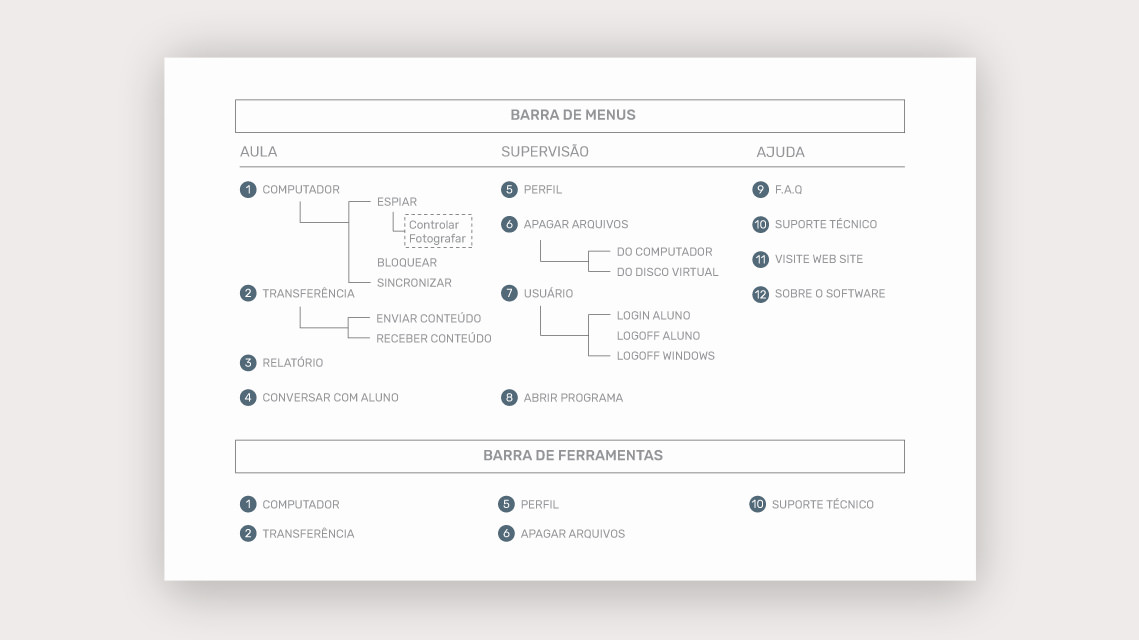 BARRA DE MENUS
AULA
1 COMPUTADOR
ESPIAR
Controlar
Fotografar
BLOQUEAR
SINCRONIZAR
2 TRANSFERÊNCIA
ENVIAR CONTEÚDO
RECEBER CONTEÚDO
3 RELATÓRIO
4 CONVERSAR COM ALUNO
SUPERVISÃO
5 PERFIL
6 APAGAR ARQUIVOS
DO COMPUTADOR
DO DISCO VIRTUAL
7 USUÁRIO
LOGIN ALUNO
LOGOFF ALUNO
LOGOFF WINDOWS
8 ABRIR PROGRAMA
AJUDA
9 F.A.Q
10 SUPORTE TÉCNICO
11 VISITE WEB SITE
12 SOBRE O SOFTWARE
BARRA DE FERRAMENTAS
1 COMPUTADOR
2 TRANSFERÊNCIA
5 PERFIL
6 APAGAR ARQUIVOS
10 SUPORTE TÉCNICO